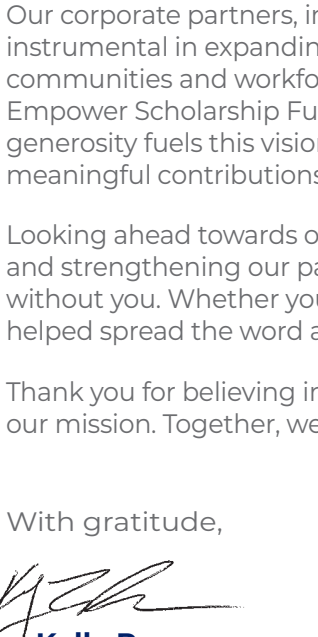 Our corporate partners, in
instrumental in expandin
communities and workfo
Empower Scholarship Fu
generosity fuels this vision
meaningful contributions
Looking ahead towards o
and strengthening our pa
without you. Whether you
helped spread the word a
Thank you for believing in
our mission. Together, we
With gratitude,